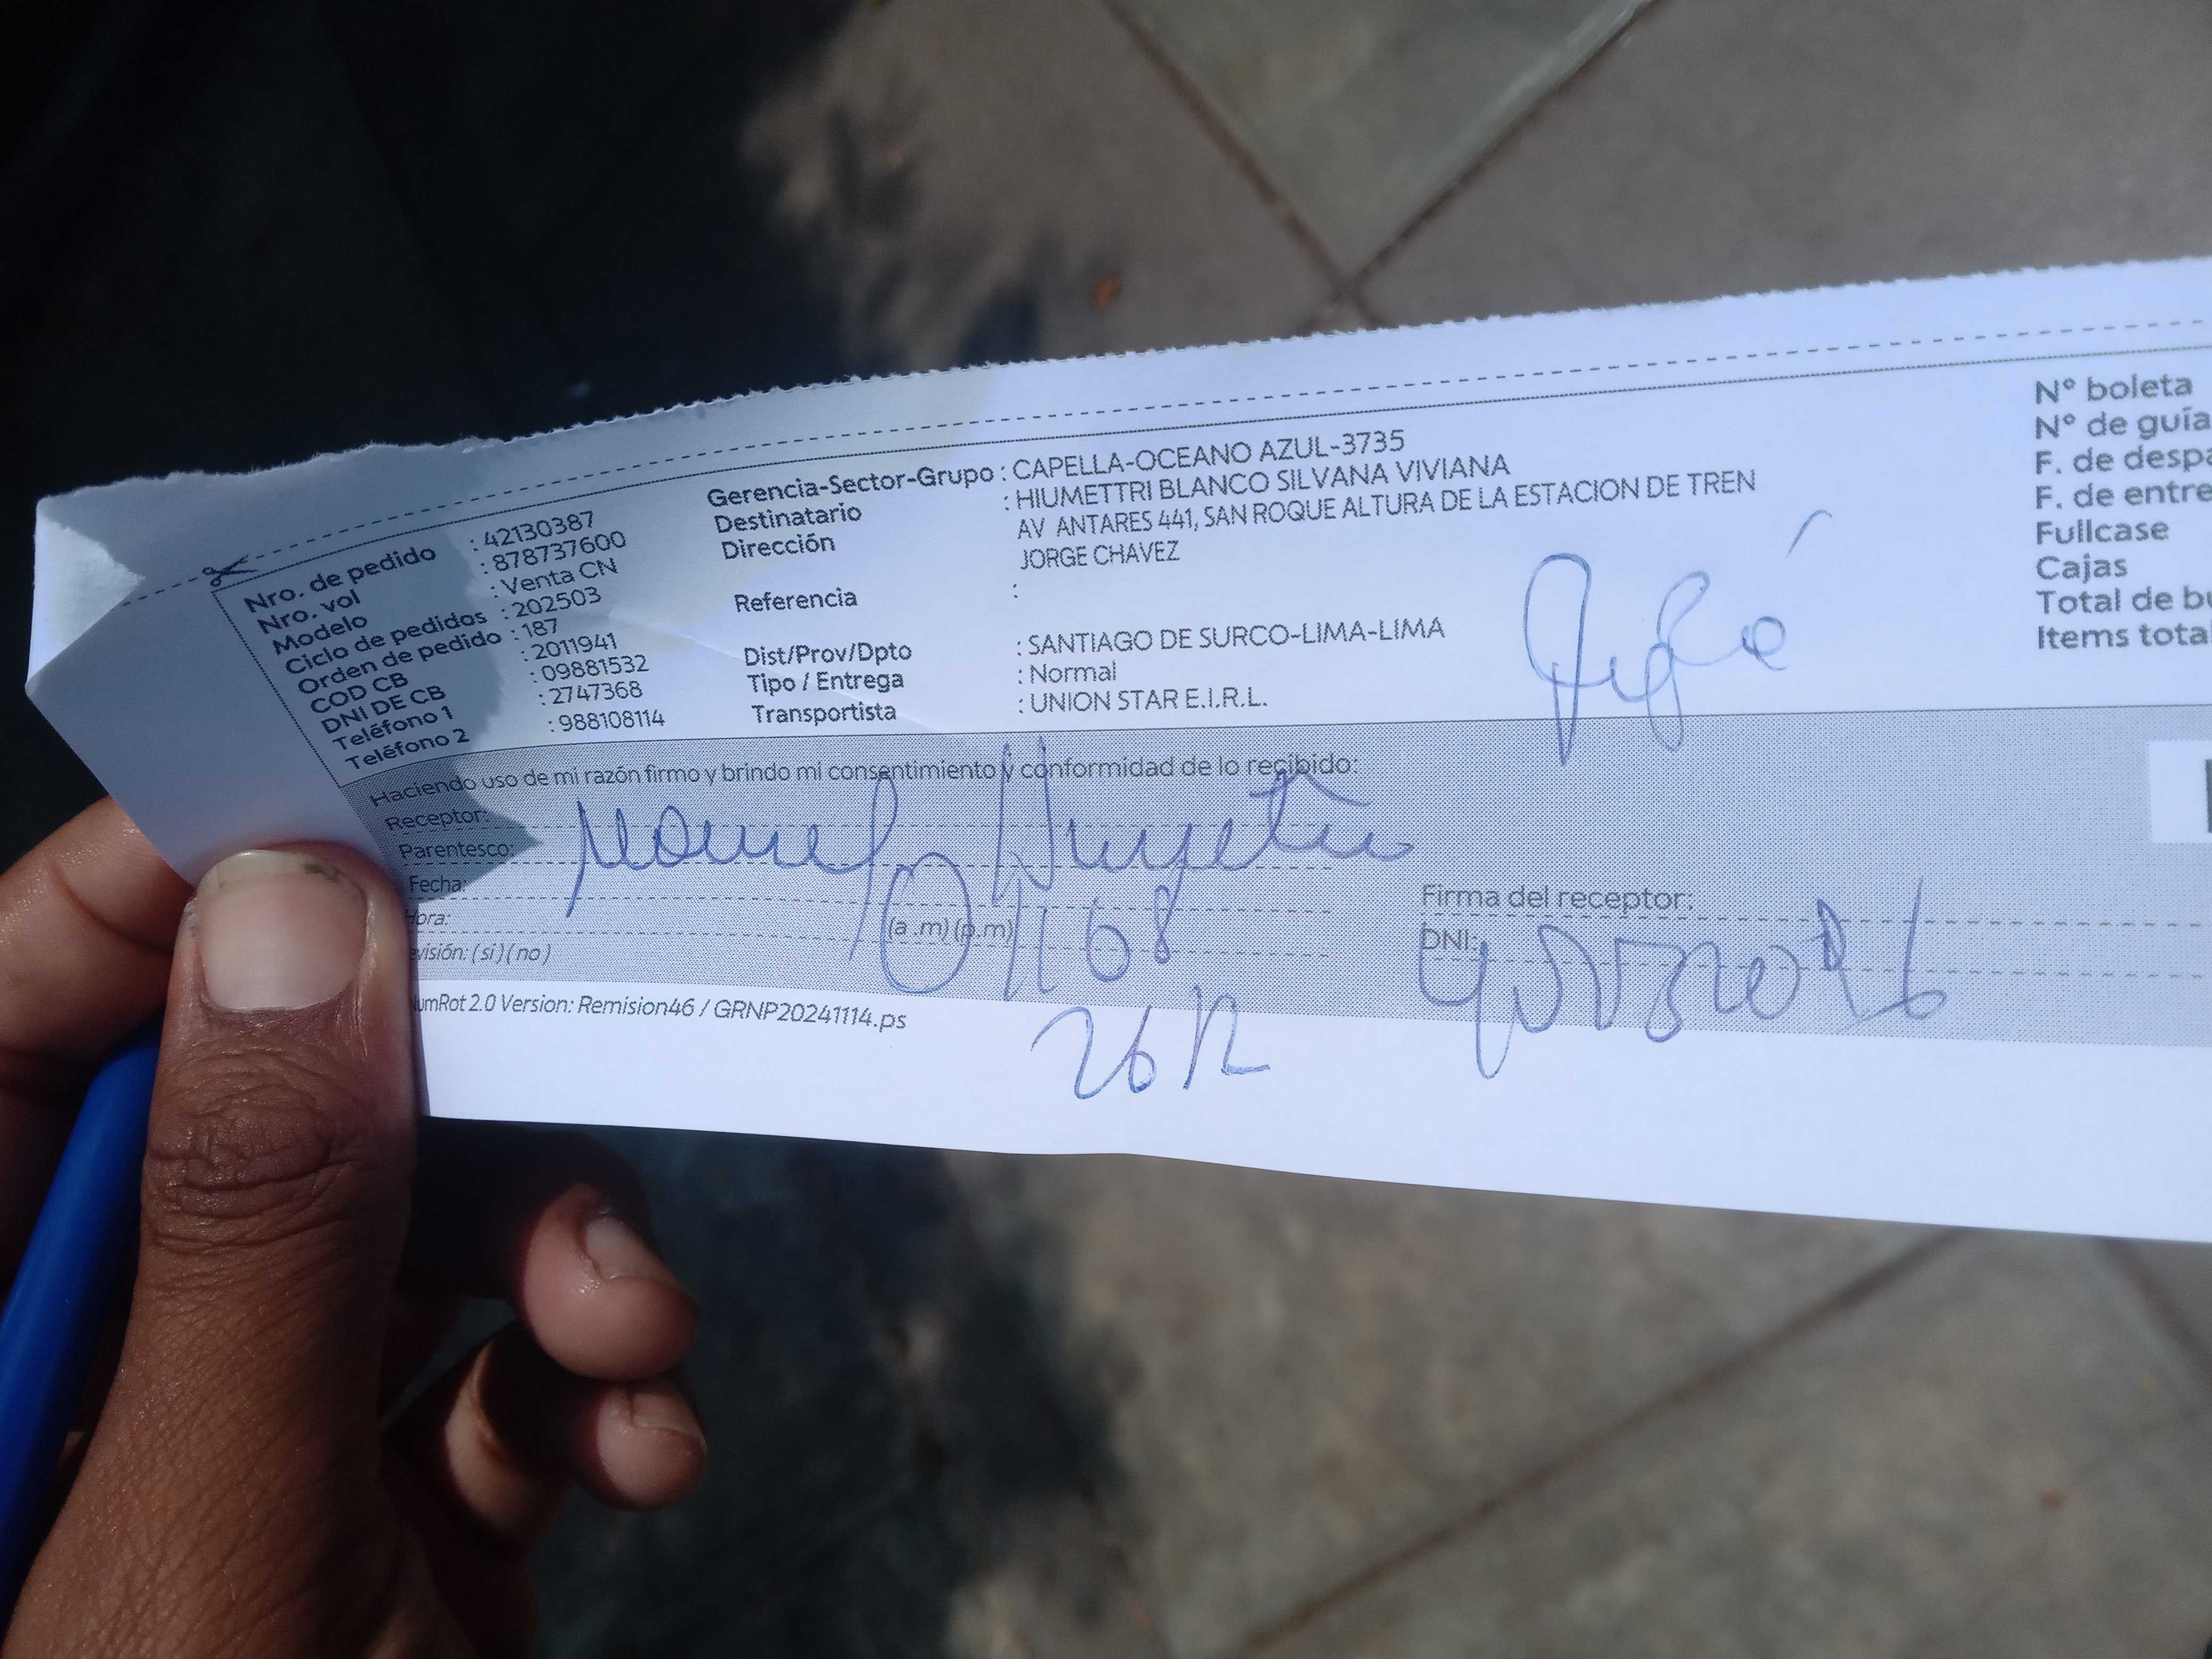 Nro. de pedido : 42130387
Nro. vol : 878737600
Modelo : Venta CN
Ciclo de pedidos : 202503
Orden de pedido : 187
COD CB : 2011941
DNI DE CB : 09881532
Teléfono 1 : 2747368
Teléfono 2 : 988108114
Gerencia-Sector-Grupo : CAPELLA-OCEANO AZUL-3735
Destinatario : HIUMETTRI BLANCO SILVANA VIVIANA
Dirección AV ANTARES 441, SAN ROQUE ALTURA DE LA ESTACION DE TREN
JORGE CHAVEZ
Referencia :
Dist/Prov/Dpto : SANTIAGO DE SURCO-LIMA-LIMA
Tipo / Entrega : Normal
Transportista : UNION STAR E.I.R.L.
Nº boleta
Nº de guía
F. de despa
F. de entre
Fullcase
Cajas
Total de bu
Items total
Haciendo uso de mi razón firmo y brindo mi consentimiento y conformidad de lo recibido:
Receptor:
Parentesco:
Fecha:
Hora: (a .m) (p.m)
evisión: (si) (no)
Firma del receptor:
DNI:
umRot 2.0 Version: Remision46 / GRNP20241114.ps